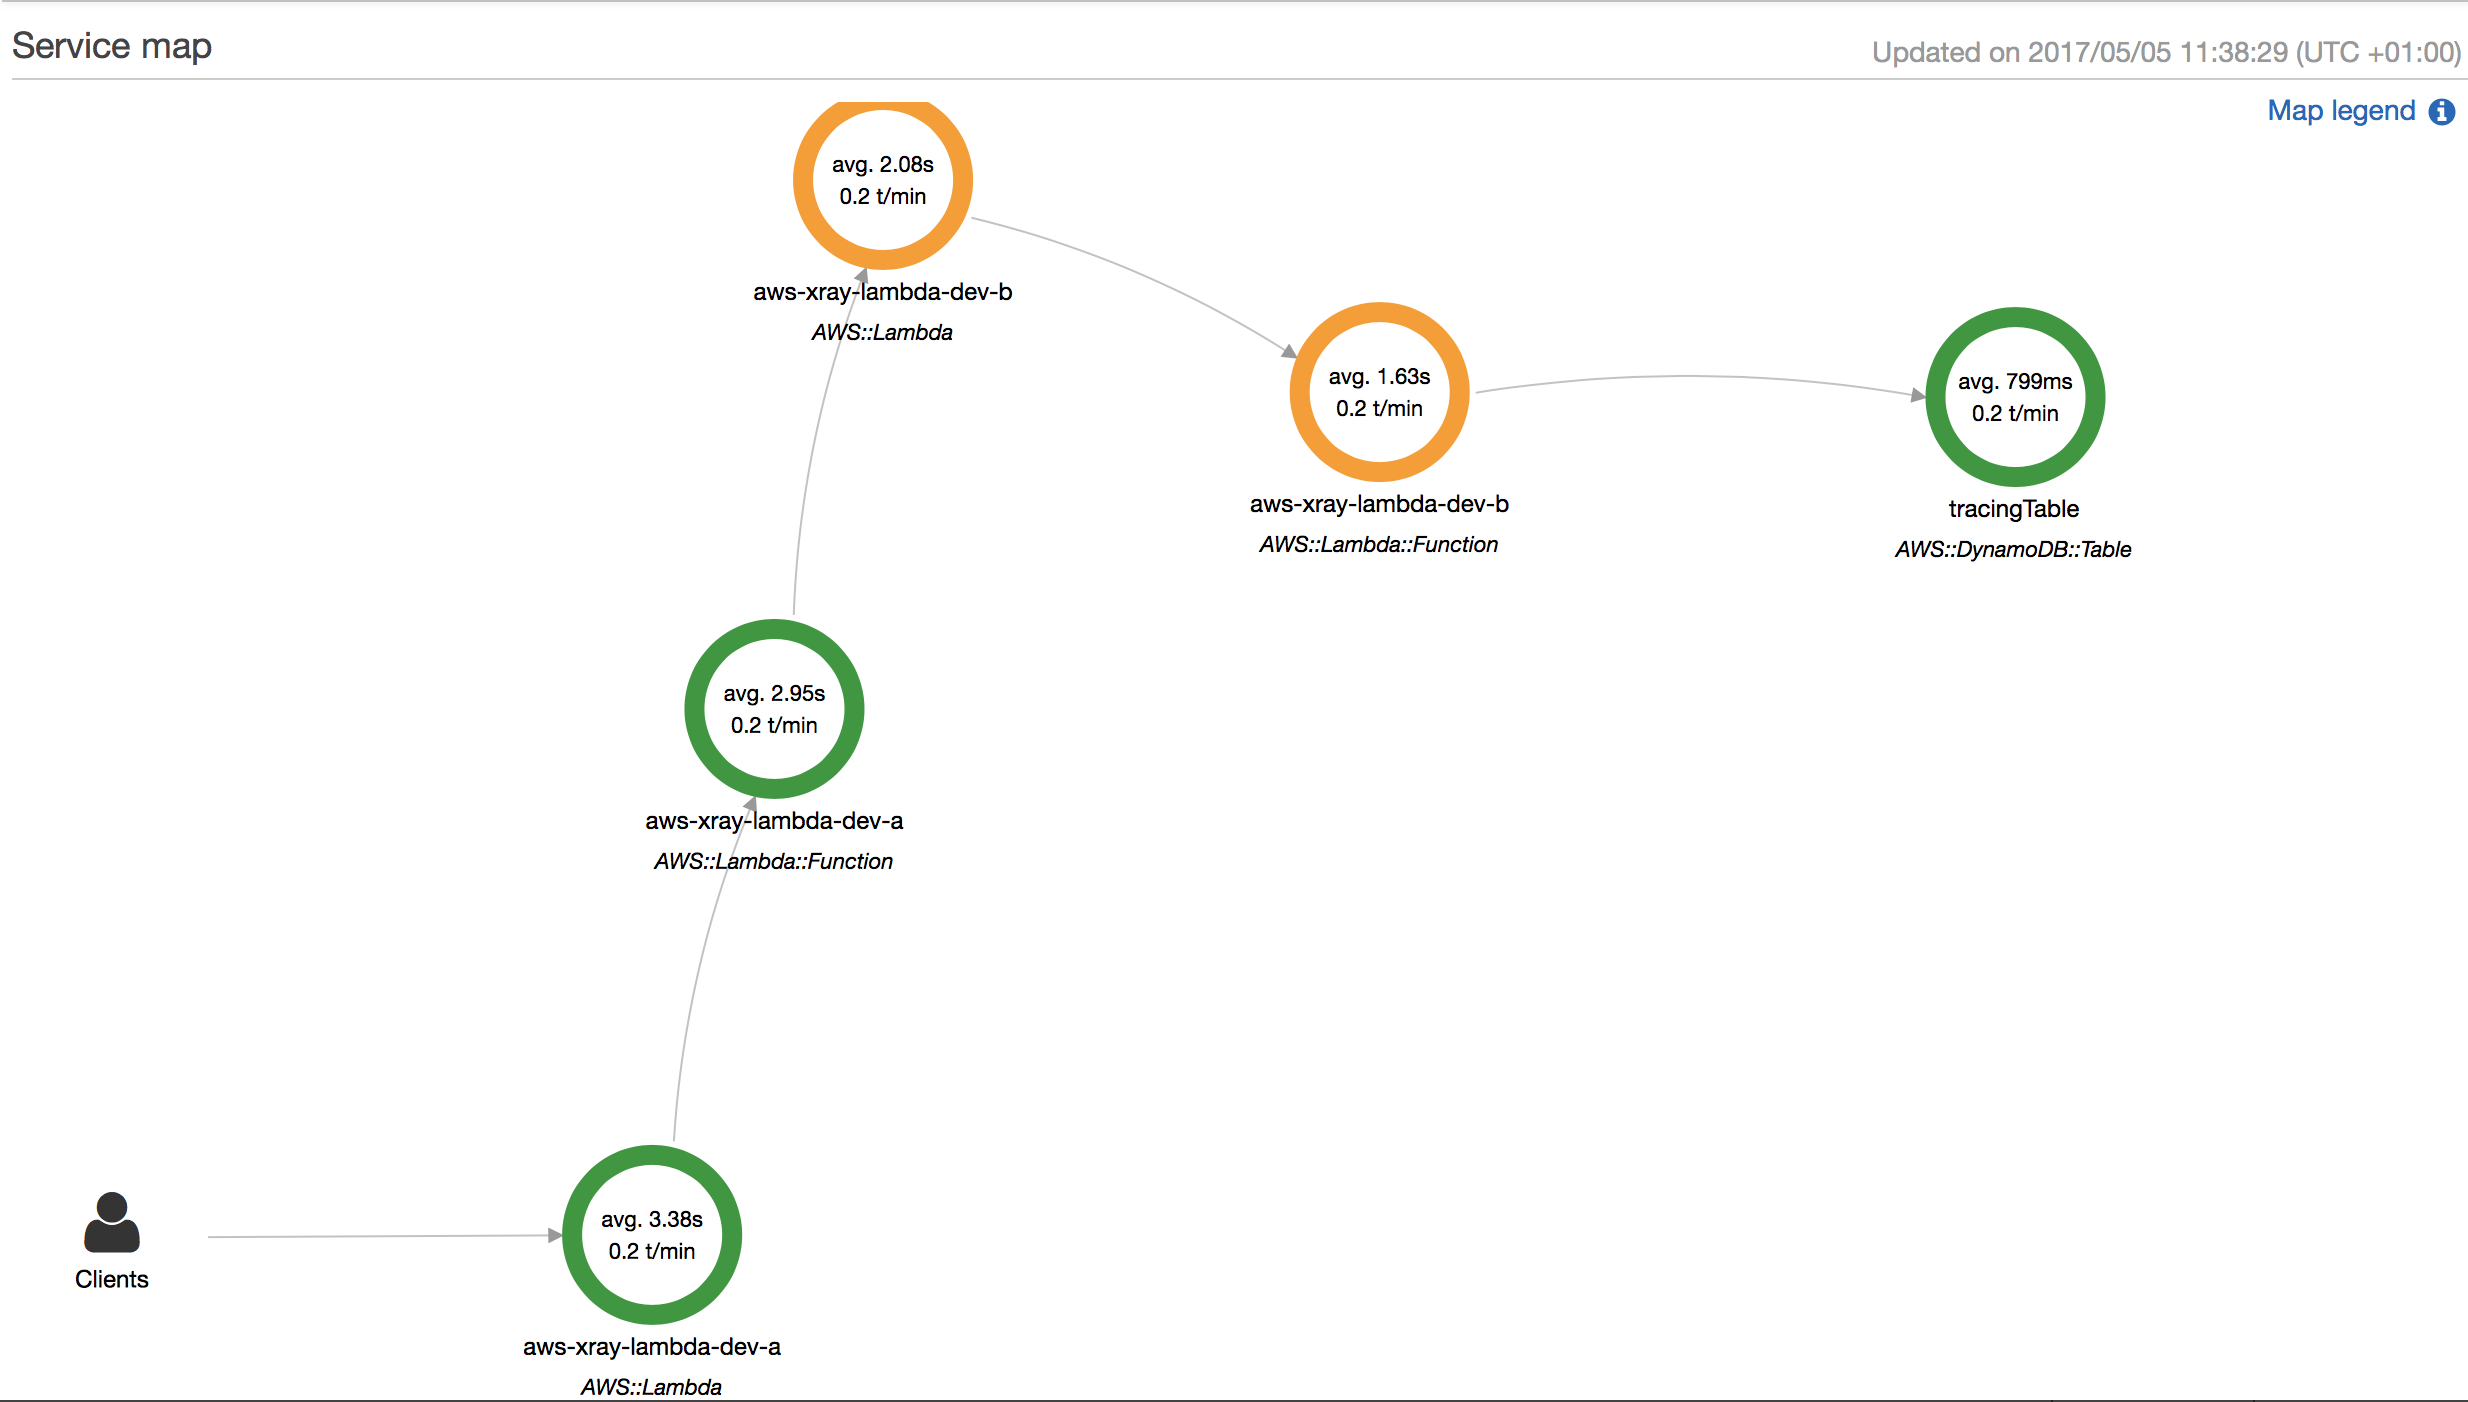 Service map
Updated on 2017/05/05 11:38:29 (UTC +01:00)
Map legend
avg. 2.08s
0.2 t/min
aws-xray-lambda-dev-b
AWS::Lambda
avg. 1.63s
0.2 t/min
aws-xray-lambda-dev-b
AWS::Lambda::Function
avg. 799ms
0.2 t/min
tracingTable
AWS::DynamoDB::Table
avg. 2.95s
0.2 t/min
aws-xray-lambda-dev-a
AWS::Lambda::Function
Clients
avg. 3.38s
0.2 t/min
aws-xray-lambda-dev-a
AWS::Lambda